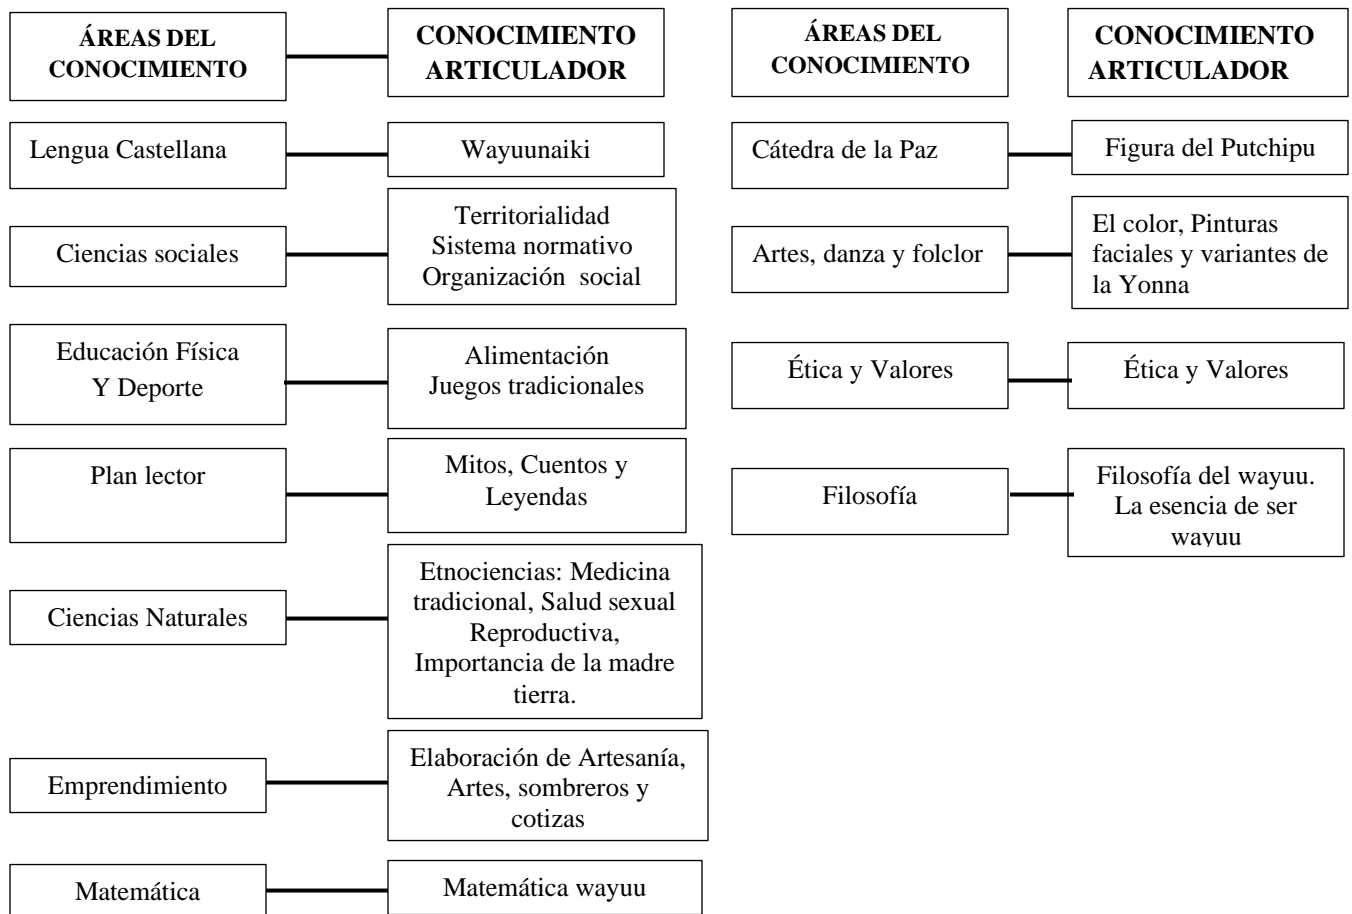 ÁREAS DEL
CONOCIMIENTO
CONOCIMIENTO
ARTICULADOR
Lengua Castellana
Wayuunaiki
Ciencias sociales
Territorialidad
Sistema normativo
Organización social
Educación Física
Y Deporte
Alimentación
Juegos tradicionales
Plan lector
Mitos, Cuentos y
Leyendas
Ciencias Naturales
Etnociencias: Medicina
tradicional, Salud sexual
Reproductiva,
Importancia de la madre
tierra.
Emprendimiento
Elaboración de Artesanía,
Artes, sombreros y
cotizas
Matemática
Matemática wayuu
ÁREAS DEL
CONOCIMIENTO
CONOCIMIENTO
ARTICULADOR
Cátedra de la Paz
Figura del Putchipu
Artes, danza y folclor
El color, Pinturas
faciales y variantes de
la Yonna
Ética y Valores
Ética y Valores
Filosofía
Filosofía del wayuu.
La esencia de ser
wayuu